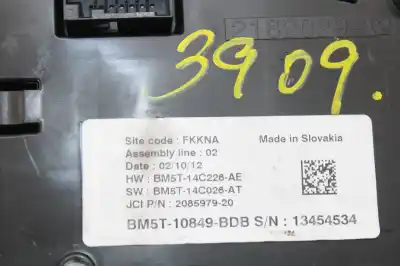 3909.
Site code : FKKNA
Made in Slovakia
Assembly line : 02
Date : 02/10/12
HW : BM5T-14C226-AE
SW : BM5T-14C026-AT
JCI P/N : 2085979-20
BM5T-10849-BDB S/N : 13454534